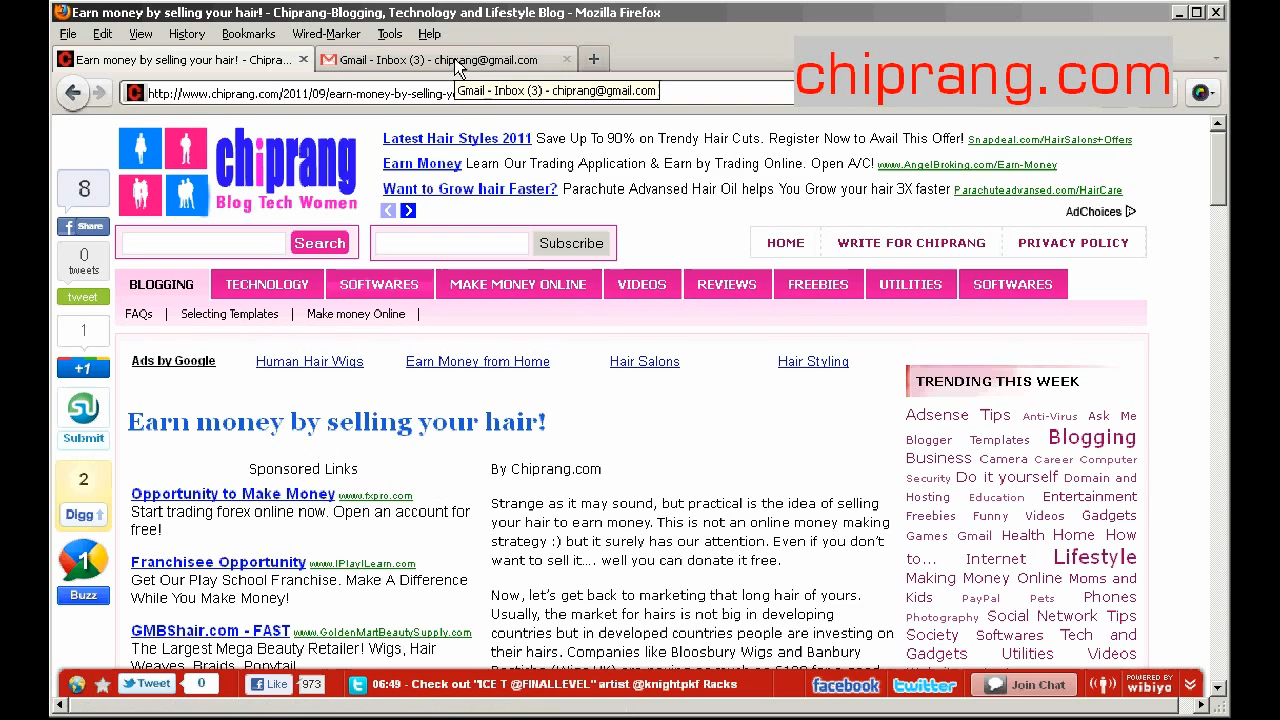 Earn money by selling your hair! - Chiprang-Blogging, Technology and Lifestyle Blog - Mozilla Firefox
File Edit View History Bookmarks Wired-Marker Tools Help
Earn money by selling your hair! - Chipra... Gmail - Inbox (3) - chiprang@gmail.com
chiprang.com
http://www.chiprang.com/2011/09/earn-money-by-selling-y
Gmail - Inbox (3) - chiprang@gmail.com
chiprang
Blog Tech Women
Latest Hair Styles 2011 Save Up To 90% on Trendy Hair Cuts. Register Now to Avail This Offer! Snapdeal.com/HairSalons+Offers
Earn Money Learn Our Trading Application & Earn by Trading Online. Open A/C! www.AngelBroking.com/Earn-Money
Want to Grow hair Faster? Parachute Advansed Hair Oil helps You Grow your hair 3X faster Parachuteadvansed.com/HairCare
AdChoices
8
Share
0
tweets
tweet
1
+1
Submit
2
Digg
1
Buzz
Search Subscribe
HOME WRITE FOR CHIPRANG PRIVACY POLICY
BLOGGING TECHNOLOGY SOFTWARES MAKE MONEY ONLINE VIDEOS REVIEWS FREEBIES UTILITIES SOFTWARES
FAQs | Selecting Templates | Make money Online |
Ads by Google Human Hair Wigs Earn Money from Home Hair Salons Hair Styling
Earn money by selling your hair!
Sponsored Links
Opportunity to Make Money www.fxpro.com
Start trading forex online now. Open an account for
free!
Franchisee Opportunity www.IPlayILearn.com
Get Our Play School Franchise. Make A Difference
While You Make Money!
GMBShair.com - FAST www.GoldenMartBeautySupply.com
The Largest Mega Beauty Retailer! Wigs, Hair
Weaves, Braids, Ponytail
By Chiprang.com
Strange as it may sound, but practical is the idea of selling
your hair to earn money. This is not an online money making
strategy :) but it surely has our attention. Even if you don't
want to sell it.... well you can donate it free.
Now, let's get back to marketing that long hair of yours.
Usually, the market for hairs is not big in developing
countries but in developed countries people are investing on
their hairs. Companies like Bloosbury Wigs and Banbury
TRENDING THIS WEEK
Adsense Tips Anti-Virus Ask Me
Blogger Templates Blogging
Business Camera Career Computer
Security Do it yourself Domain and
Hosting Education Entertainment
Freebies Funny Videos Gadgets
Games Gmail Health Home How
to... Internet Lifestyle
Making Money Online Moms and
Kids PayPal Pets Phones
Photography Social Network Tips
Society Softwares Tech and
Gadgets Utilities Videos
Tweet 0 Like 973 06:49 - Check out "ICE T @FINALLEVEL" artist @knightpkf Racks facebook twitter Join Chat POWERED BY wibiya